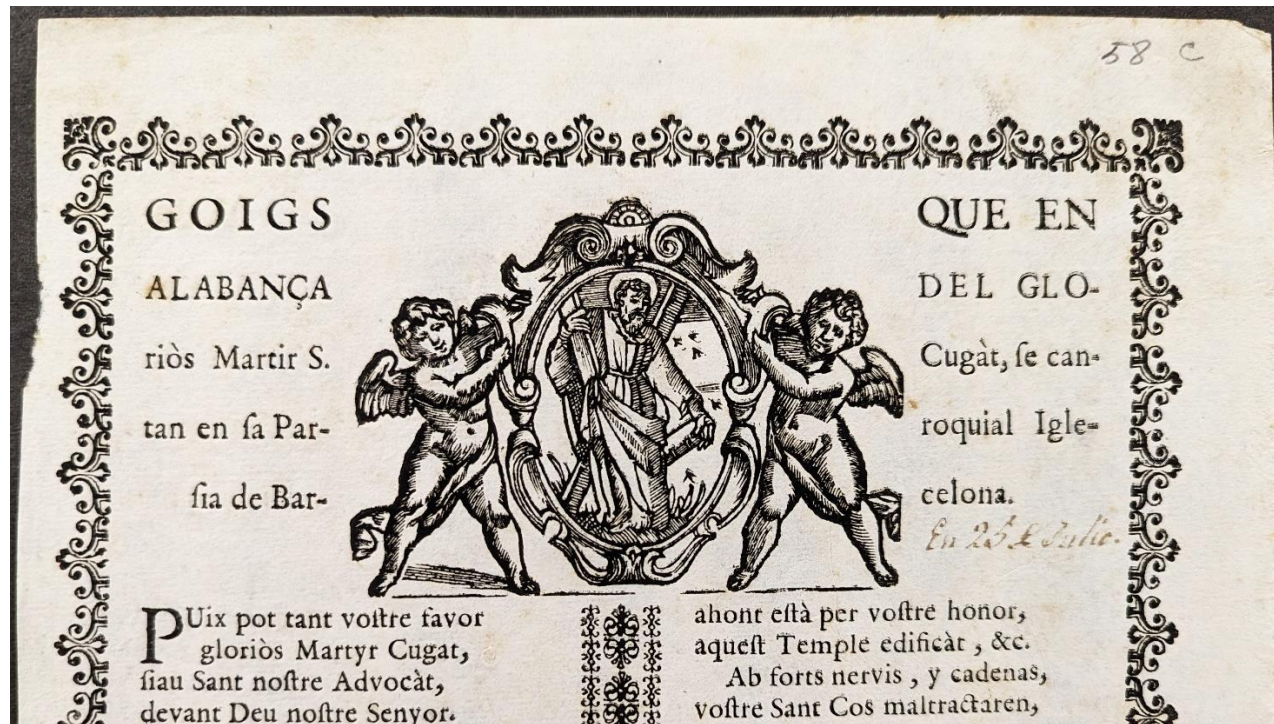 58 C
GOIGS QUE EN
ALABANÇA DEL GLO-
riòs Martir S. Cugàt, ſe can-
tan en ſa Par- roquial Igle-
ſia de Bar- celona.
En 25 de Julio.
PUix pot tant voſtre favor
gloriòs Martyr Cugat,
ſiau Sant noſtre Advocàt,
devant Deu noſtre Senyor.
ahont eſtà per voſtre honor,
aqueſt Temple edificàt, &c.
Ab forts nervis, y cadenas,
voſtre Sant Cos maltractaren,